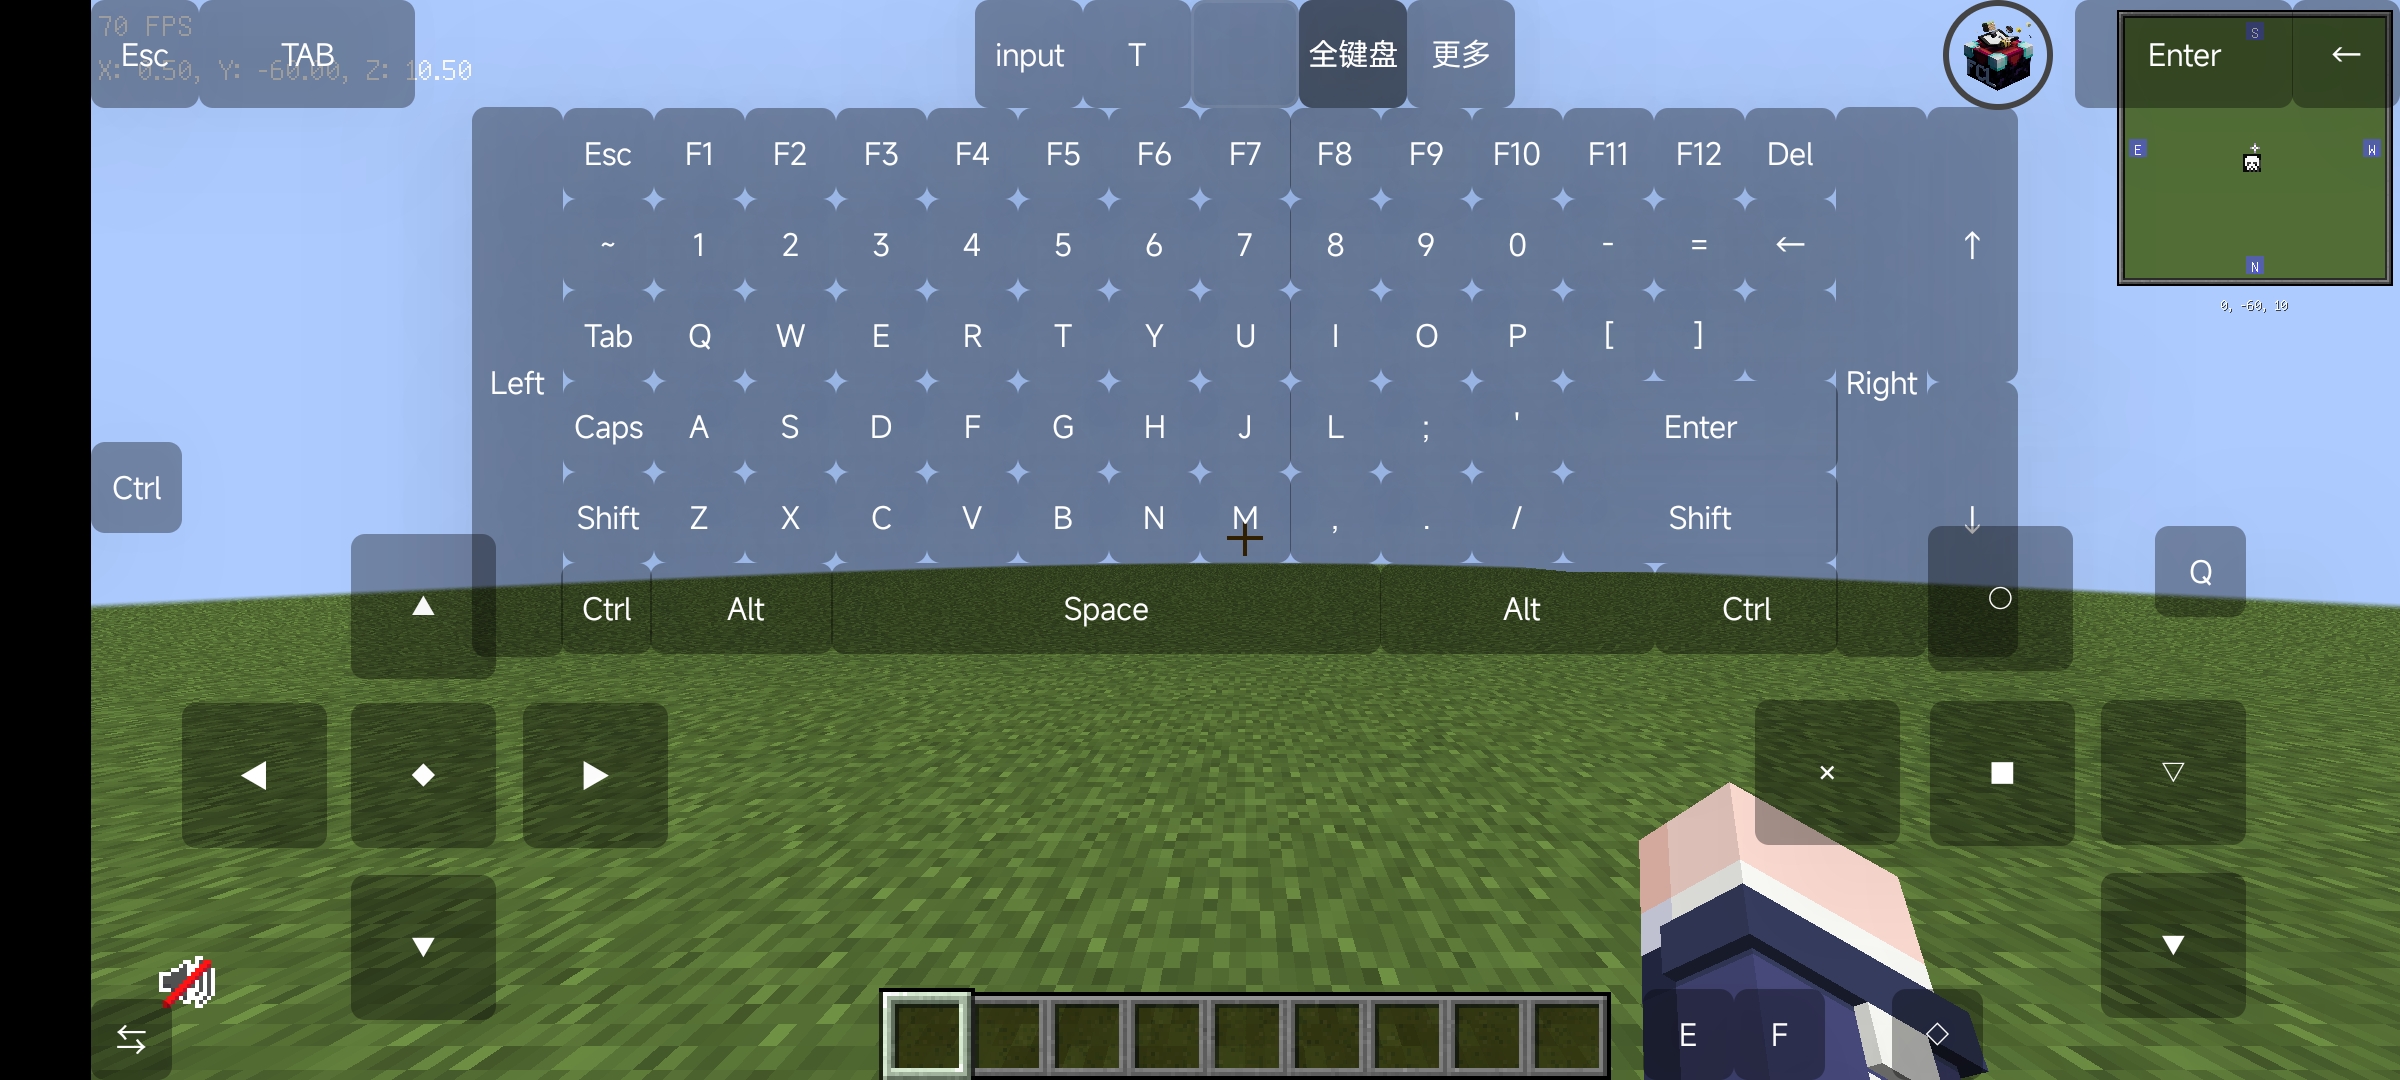 70 FPS
X: 0.50, Y: -60.00, Z: 10.50
Esc TAB input T 全键盘 更多 Enter ←
S
E W
N
0, -60, 10
Esc F1 F2 F3 F4 F5 F6 F7 F8 F9 F10 F11 F12 Del
~ 1 2 3 4 5 6 7 8 9 0 - = ← ↑
Tab Q W E R T Y U I O P [ ]
Left Right
Caps A S D F G H J L ; ' Enter
Ctrl
Shift Z X C V B N M , . / Shift ↓
Q
Ctrl Alt Space Alt Ctrl
E F